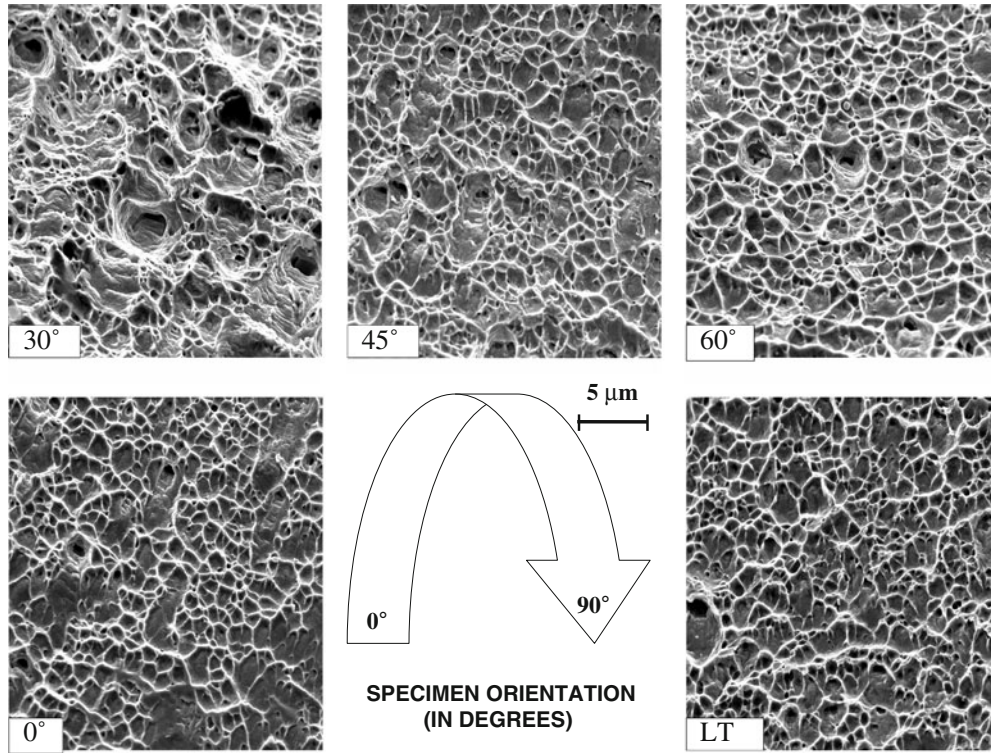 30°
45°
60°
5 µm
0°
90°
SPECIMEN ORIENTATION
(IN DEGREES)
0°
LT